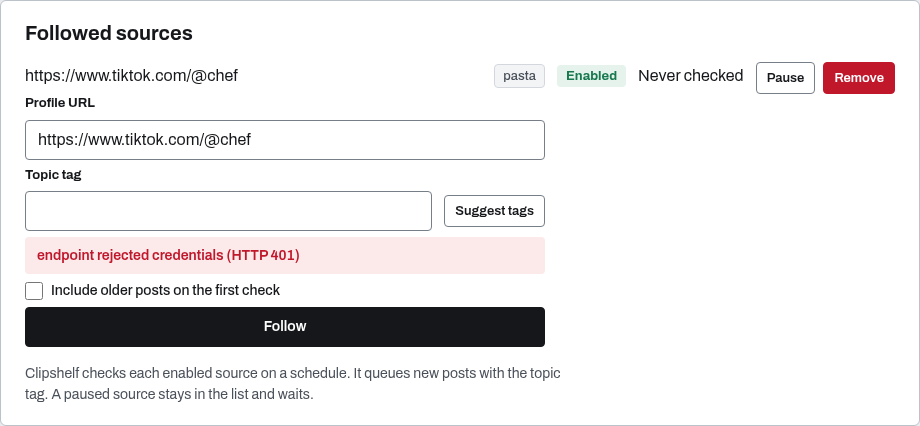 Followed sources
https://www.tiktok.com/@chef pasta Enabled Never checked Pause Remove
Profile URL
https://www.tiktok.com/@chef
Topic tag
Suggest tags
endpoint rejected credentials (HTTP 401)
Include older posts on the first check
Follow
Clipshelf checks each enabled source on a schedule. It queues new posts with the topic
tag. A paused source stays in the list and waits.